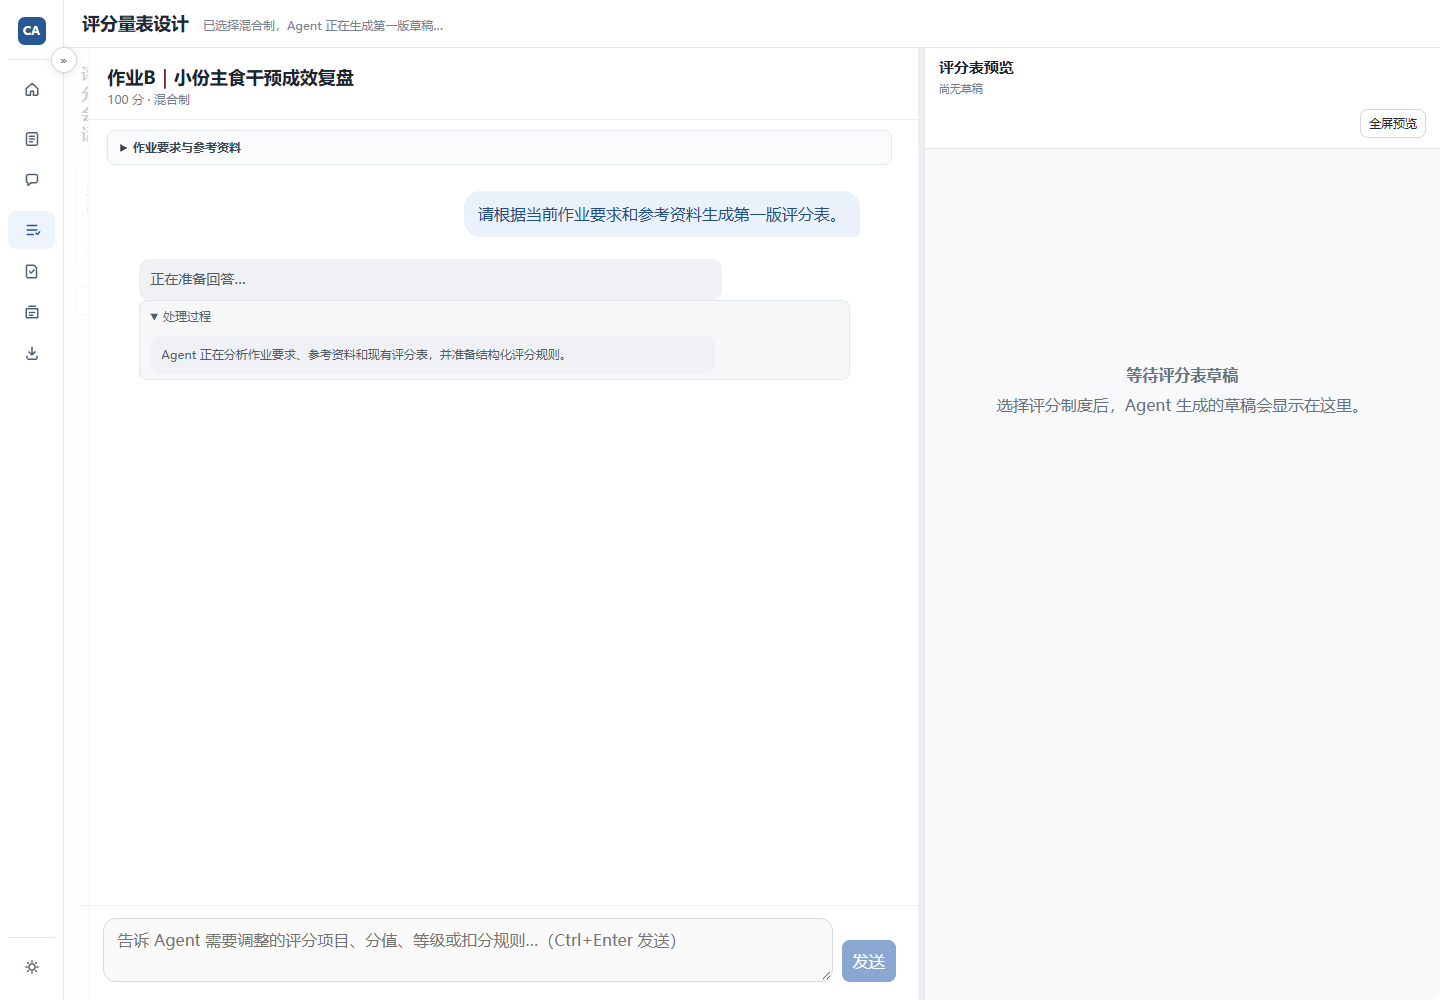 CA
评分量表设计
已选择混合制，Agent 正在生成第一版草稿...
»
作业B｜小份主食干预成效复盘
100 分 · 混合制
▶ 作业要求与参考资料
请根据当前作业要求和参考资料生成第一版评分表。
正在准备回答...
▼ 处理过程
Agent 正在分析作业要求、参考资料和现有评分表，并准备结构化评分规则。
告诉 Agent 需要调整的评分项目、分值、等级或扣分规则...（Ctrl+Enter 发送）
发送
评分表预览
尚无草稿
全屏预览
等待评分表草稿
选择评分制度后，Agent 生成的草稿会显示在这里。